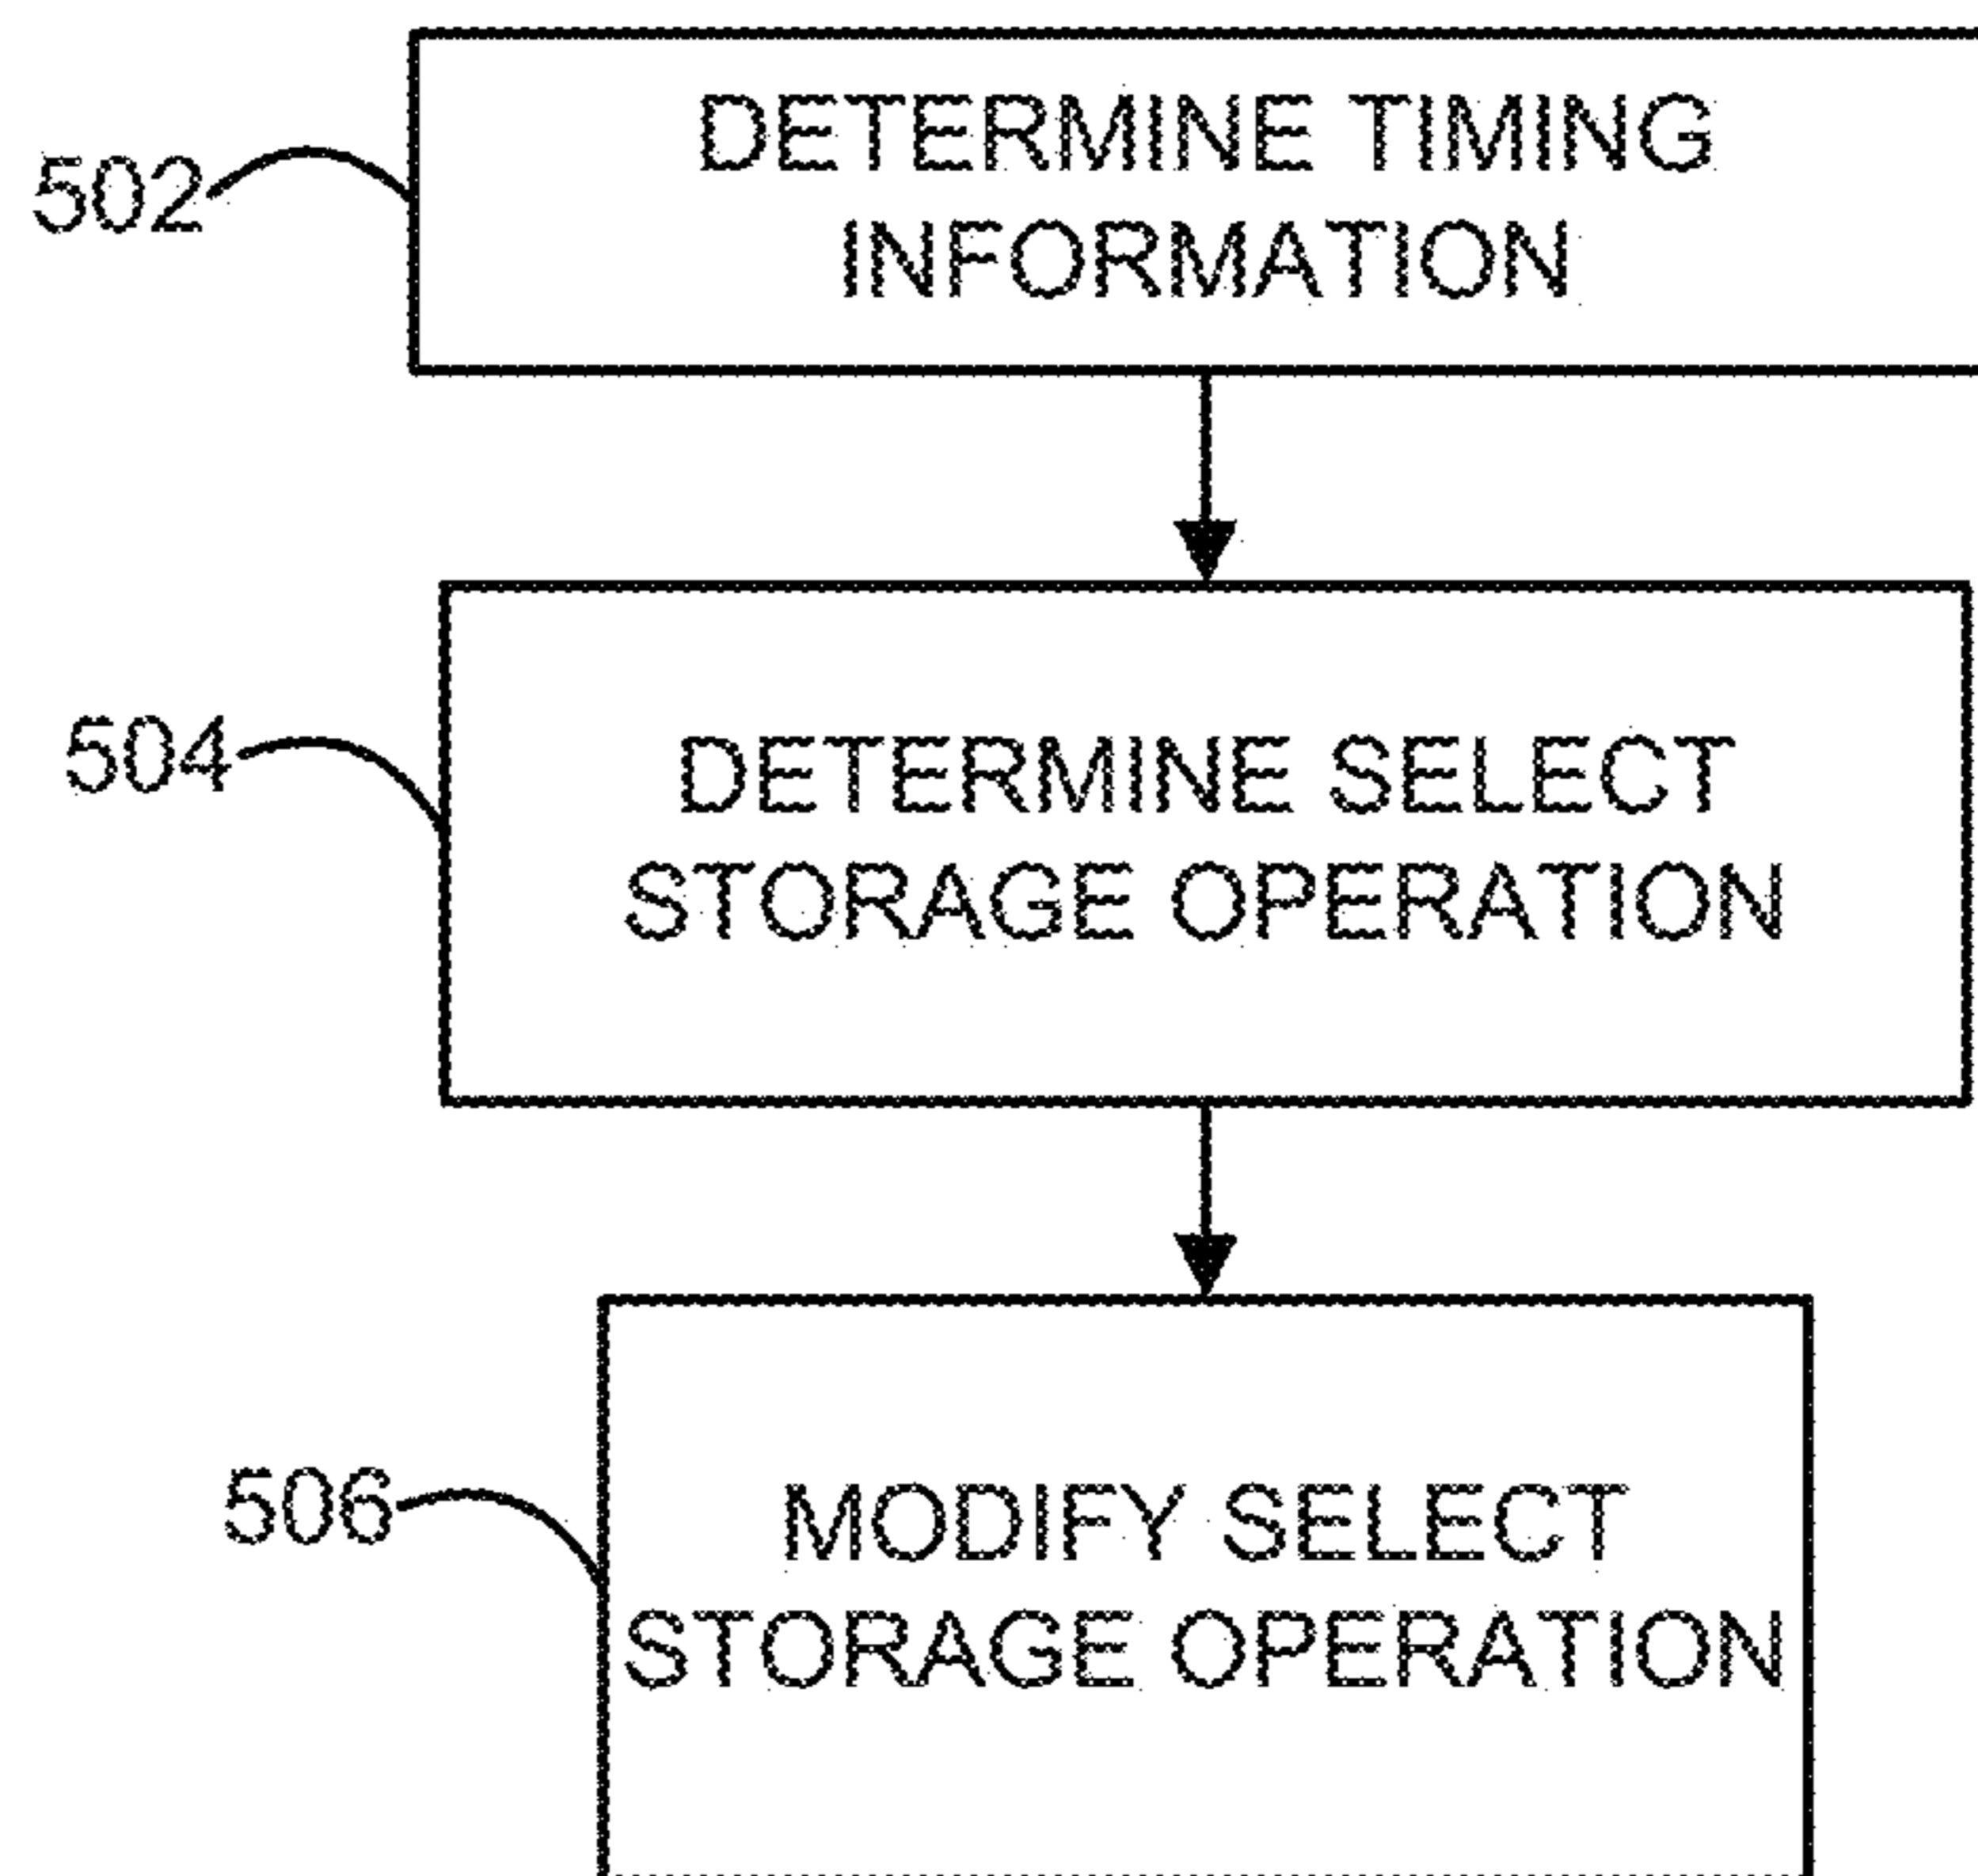 502
DETERMINE TIMING
INFORMATION
504
DETERMINE SELECT
STORAGE OPERATION
506
MODIFY SELECT
STORAGE OPERATION